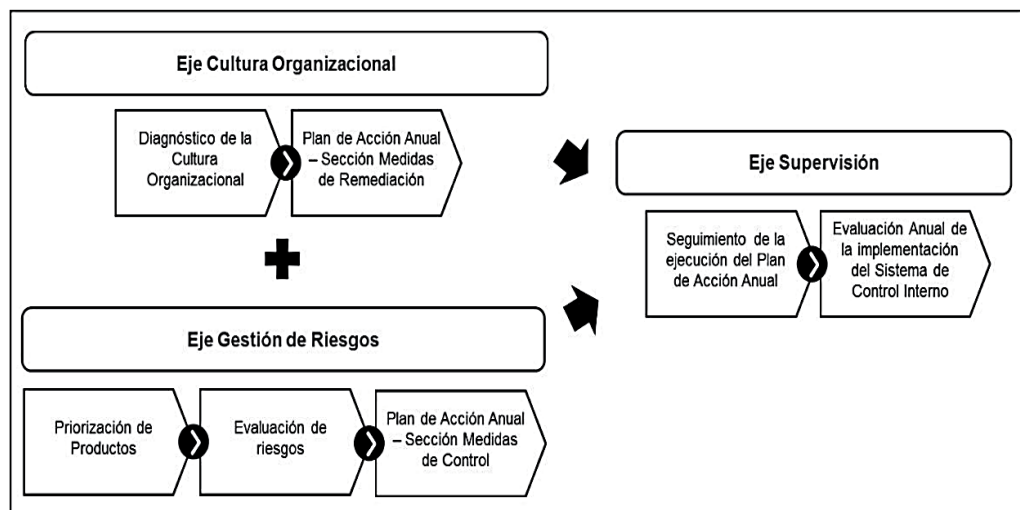 Eje Cultura Organizacional
Diagnóstico de la
Cultura
Organizacional
Plan de Acción Anual
– Sección Medidas
de Remediación
Eje Gestión de Riesgos
Priorización de
Productos
Evaluación de
riesgos
Plan de Acción Anual
– Sección Medidas
de Control
Eje Supervisión
Seguimiento de la
ejecución del Plan
de Acción Anual
Evaluación Anual de
la implementación
del Sistema de
Control Interno